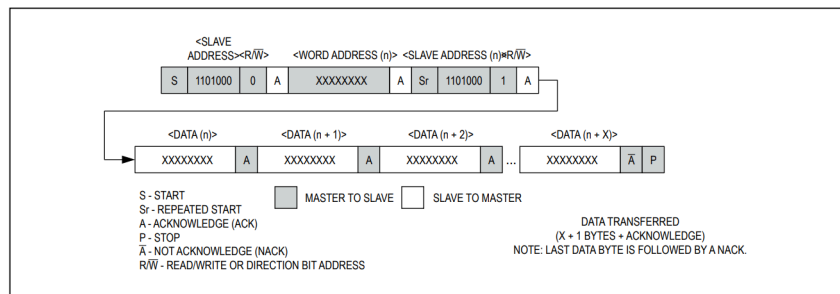 <SLAVE
ADDRESS> <R/W̅> <WORD ADDRESS (n)> <SLAVE ADDRESS (n)> <R/W̅>
S 1101000 0 A XXXXXXXX A Sr 1101000 1 A
<DATA (n)> <DATA (n + 1)> <DATA (n + 2)> <DATA (n + X)>
XXXXXXXX A XXXXXXXX A XXXXXXXX A ... XXXXXXXX A̅ P
S - START
Sr - REPEATED START
A - ACKNOWLEDGE (ACK)
P - STOP
A̅ - NOT ACKNOWLEDGE (NACK)
R/W̅ - READ/WRITE OR DIRECTION BIT ADDRESS
MASTER TO SLAVE
SLAVE TO MASTER
DATA TRANSFERRED
(X + 1 BYTES + ACKNOWLEDGE)
NOTE: LAST DATA BYTE IS FOLLOWED BY A NACK.